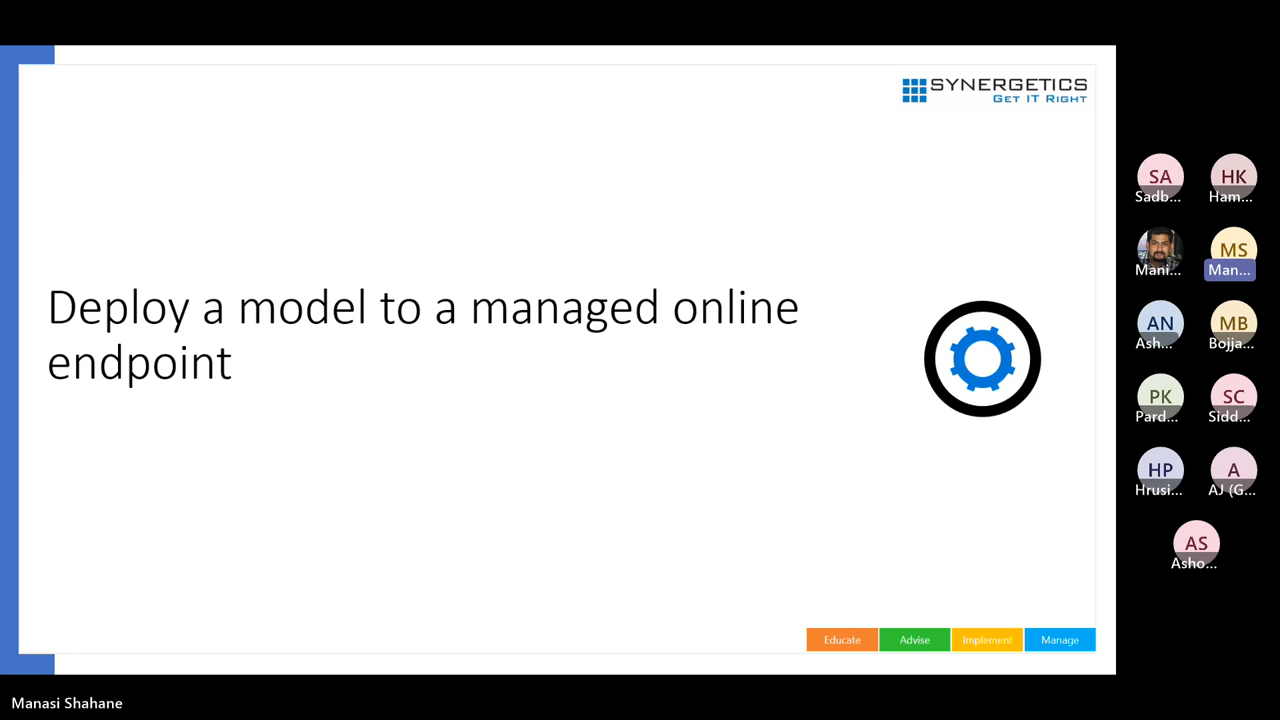 SYNERGETICS
GET IT RIGHT
Deploy a model to a managed online
endpoint
Educate Advise Implement Manage
SA HK
Sadb... Ham...
MS
Mani... Man...
AN MB
Ash... Bojja...
PK SC
Pard... Sidd...
HP A
Hrusi... AJ (G...
AS
Asho...
Manasi Shahane